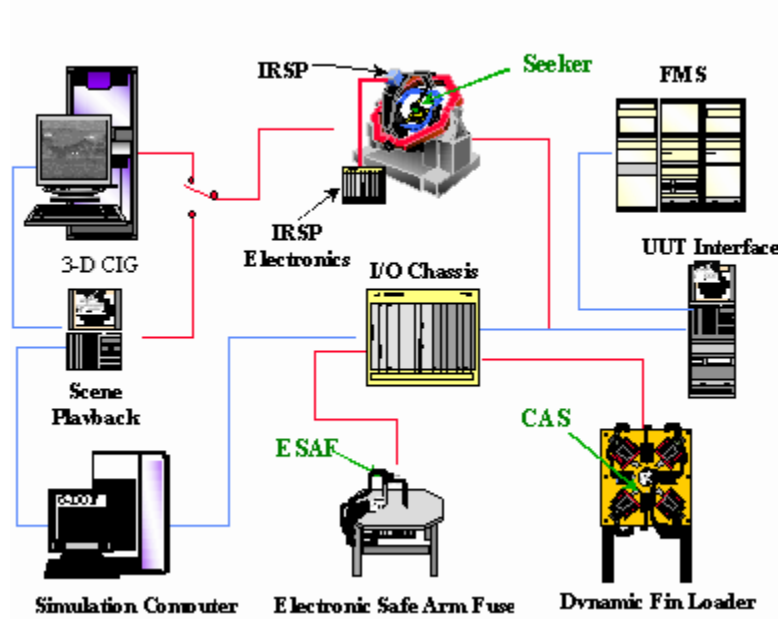 IRSP
Seeker
FMS
3-D CIG
IRSP
Electronics
UUT Interface
I/O Chassis
Scene
Playback
CAS
ESAF
Simulation Computer
Electronic Safe Arm Fuse
Dynamic Fin Loader